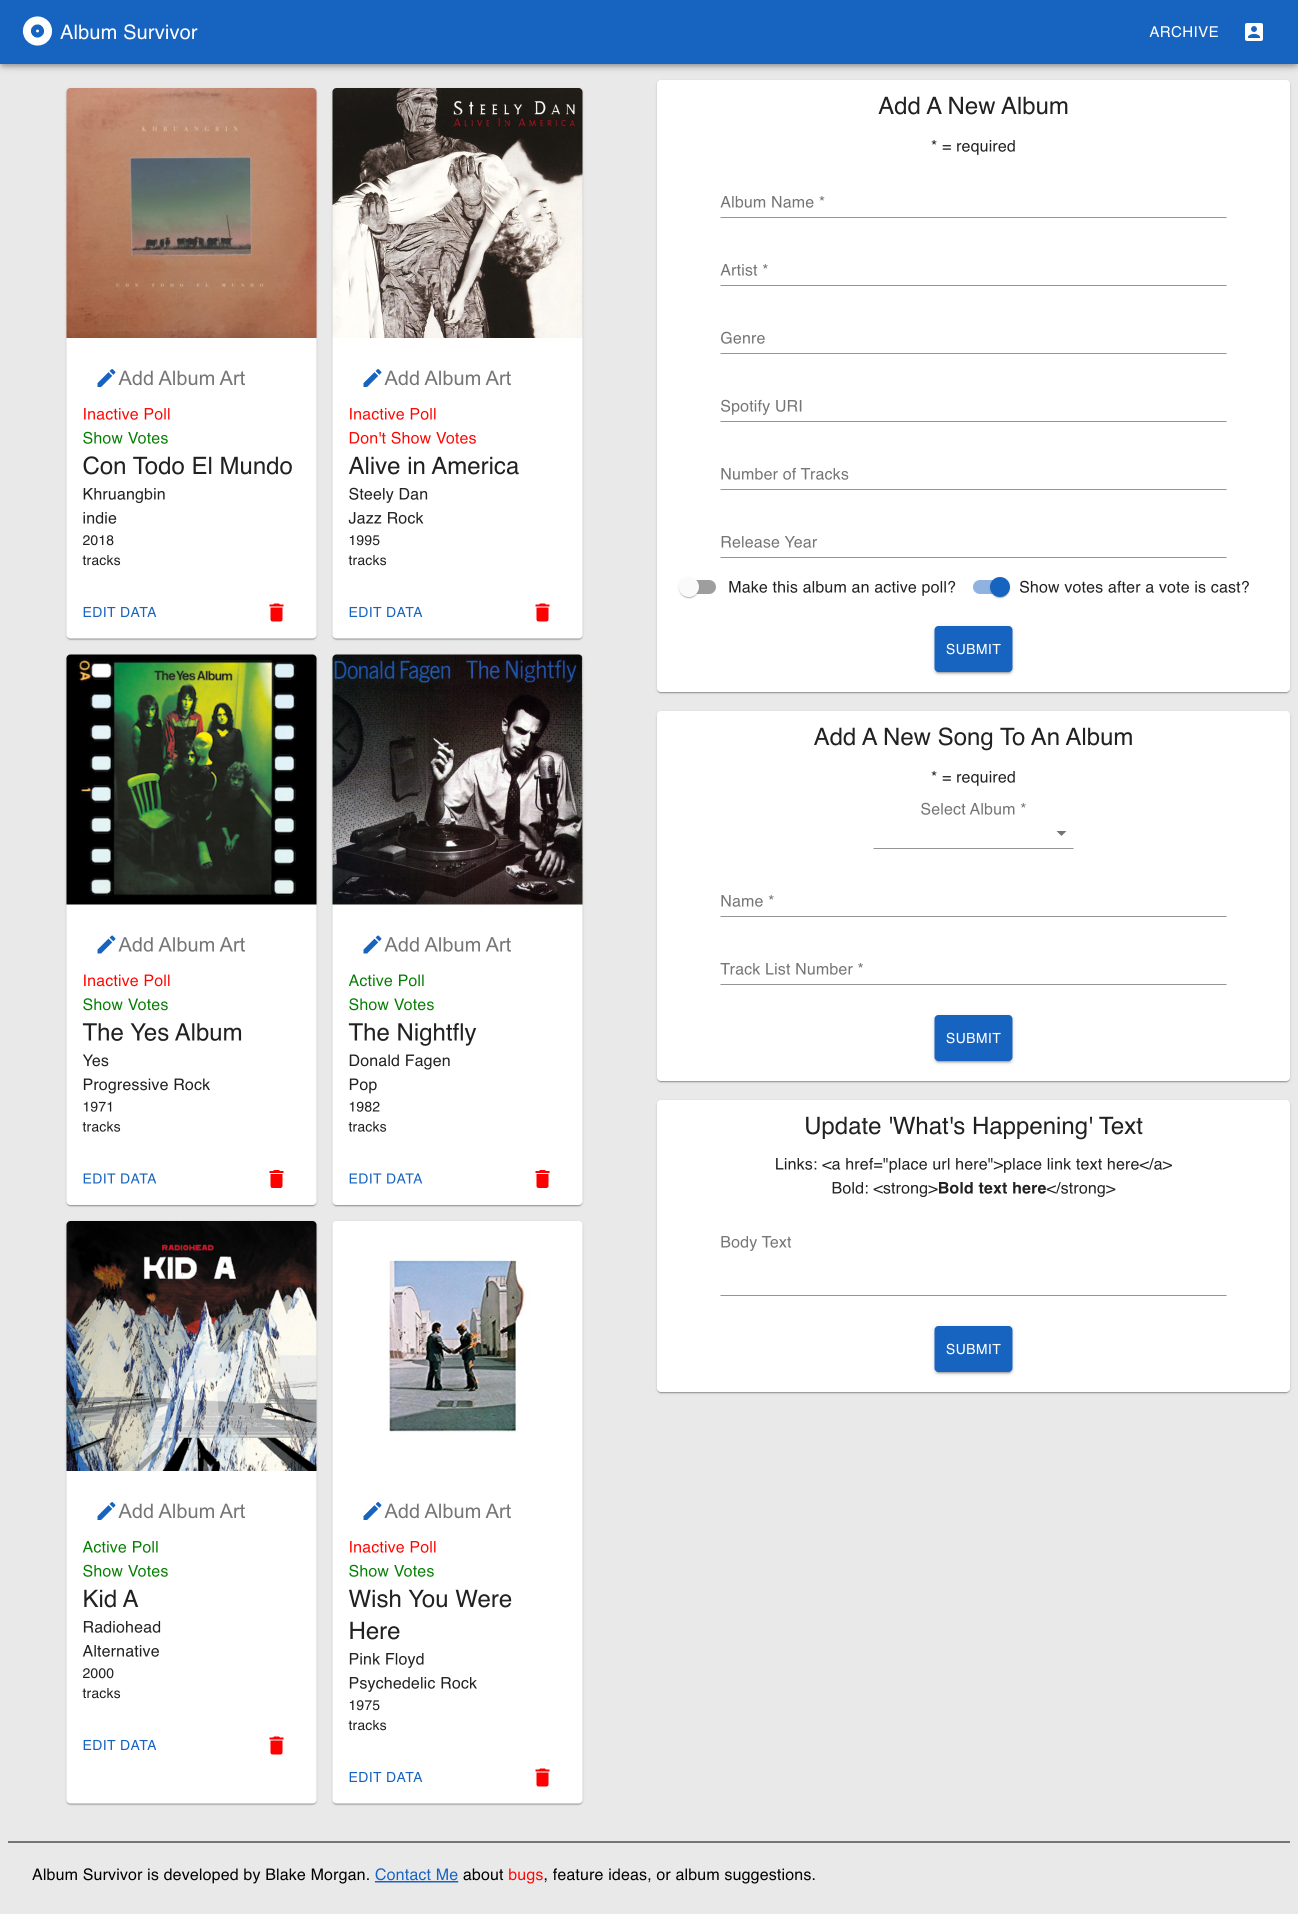 Album Survivor
ARCHIVE
KHRUANGBIN
CON TODO EL MUNDO
Add Album Art
Inactive Poll
Show Votes
Con Todo El Mundo
Khruangbin
indie
2018
tracks
EDIT DATA
STEELY DAN
ALIVE IN AMERICA
Add Album Art
Inactive Poll
Don't Show Votes
Alive in America
Steely Dan
Jazz Rock
1995
tracks
EDIT DATA
The Yes Album
Add Album Art
Inactive Poll
Show Votes
The Yes Album
Yes
Progressive Rock
1971
tracks
EDIT DATA
Donald Fagen The Nightfly
Add Album Art
Active Poll
Show Votes
The Nightfly
Donald Fagen
Pop
1982
tracks
EDIT DATA
RADIOHEAD
KID A
Add Album Art
Active Poll
Show Votes
Kid A
Radiohead
Alternative
2000
tracks
EDIT DATA
Add Album Art
Inactive Poll
Show Votes
Wish You Were
Here
Pink Floyd
Psychedelic Rock
1975
tracks
EDIT DATA
Add A New Album
* = required
Album Name *
Artist *
Genre
Spotify URI
Number of Tracks
Release Year
Make this album an active poll? Show votes after a vote is cast?
SUBMIT
Add A New Song To An Album
* = required
Select Album *
Name *
Track List Number *
SUBMIT
Update 'What's Happening' Text
Links: <a href="place url here">place link text here</a>
Bold: <strong>Bold text here</strong>
Body Text
SUBMIT
Album Survivor is developed by Blake Morgan. Contact Me about bugs, feature ideas, or album suggestions.